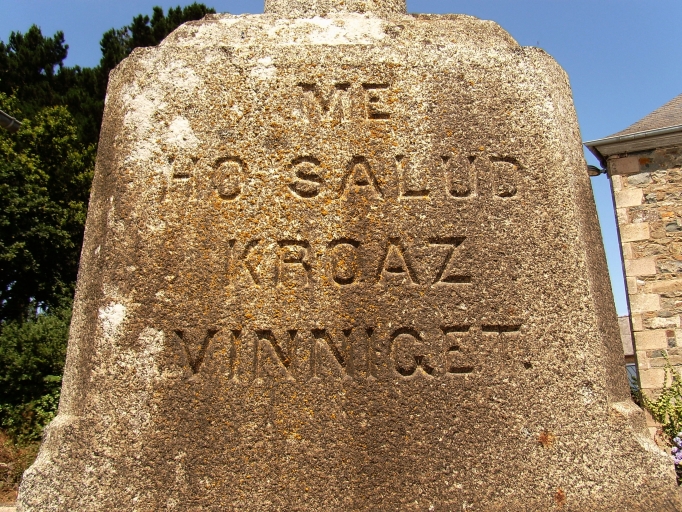 ME
HO SALUD
KROAZ
VINNIGET.